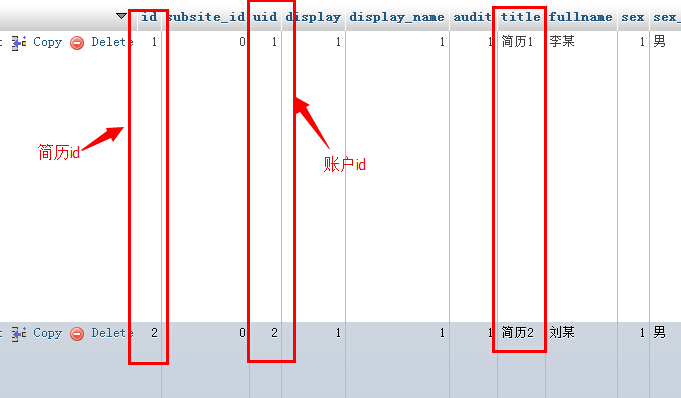 id subsite_id uid display display_name audit title fullname sex sex_
Copy Delete 1 0 1 1 1 1 简历1 李某 1 男
简历id
账户id
Copy Delete 2 0 2 1 1 1 简历2 刘某 1 男